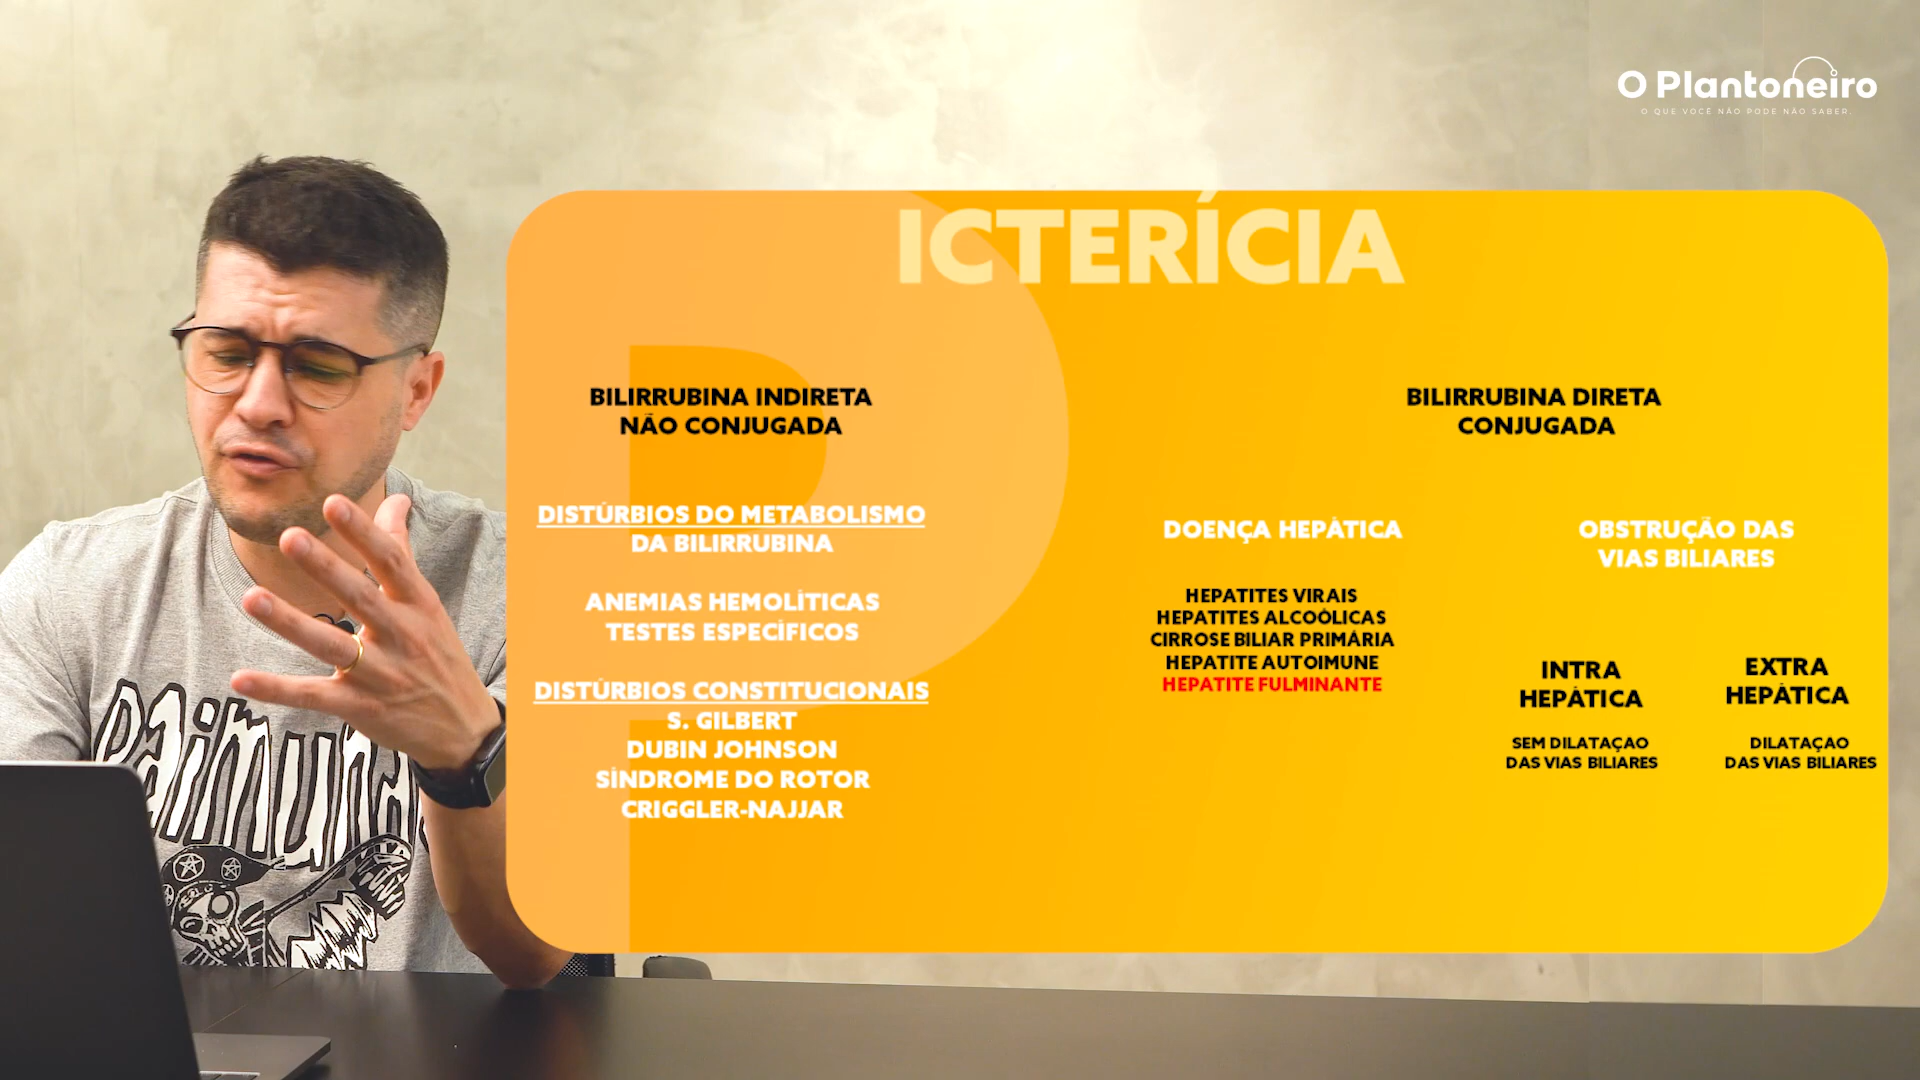 O Plantoneiro
O QUE VOCÊ NÃO PODE NÃO SABER.
ICTERÍCIA
BILIRRUBINA INDIRETA
NÃO CONJUGADA
DISTÚRBIOS DO METABOLISMO
DA BILIRRUBINA
ANEMIAS HEMOLÍTICAS
TESTES ESPECÍFICOS
DISTÚRBIOS CONSTITUCIONAIS
S. GILBERT
DUBIN JOHNSON
SÍNDROME DO ROTOR
CRIGGLER-NAJJAR
BILIRRUBINA DIRETA
CONJUGADA
DOENÇA HEPÁTICA
HEPATITES VIRAIS
HEPATITES ALCOÓLICAS
CIRROSE BILIAR PRIMÁRIA
HEPATITE AUTOIMUNE
HEPATITE FULMINANTE
OBSTRUÇÃO DAS
VIAS BILIARES
INTRA
HEPÁTICA
SEM DILATAÇAO
DAS VIAS BILIARES
EXTRA
HEPÁTICA
DILATAÇAO
DAS VIAS BILIARES